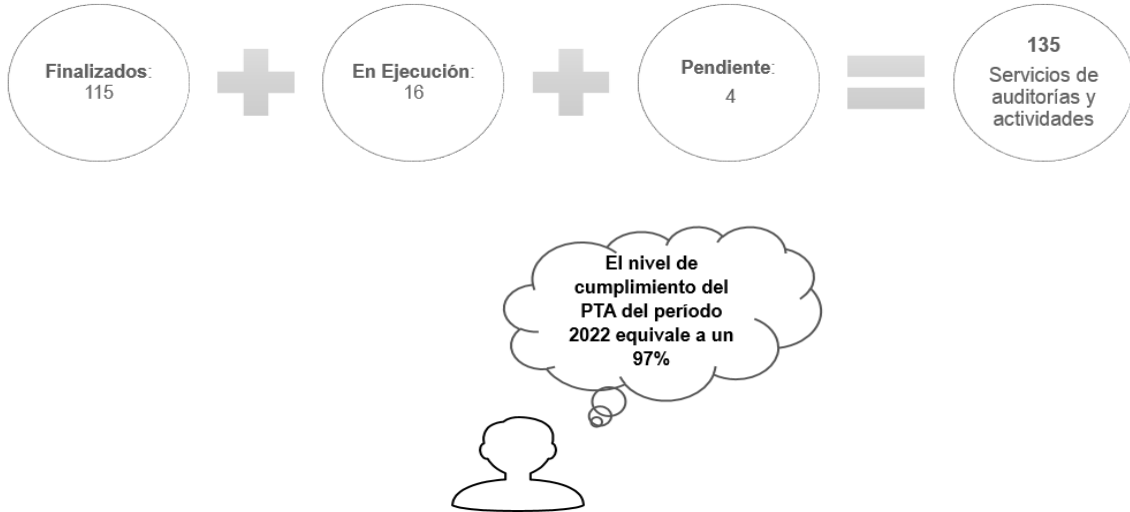 Finalizados:
115
En Ejecución:
16
Pendiente:
4
135
Servicios de
auditorías y
actividades
El nivel de
cumplimiento del
PTA del período
2022 equivale a un
97%